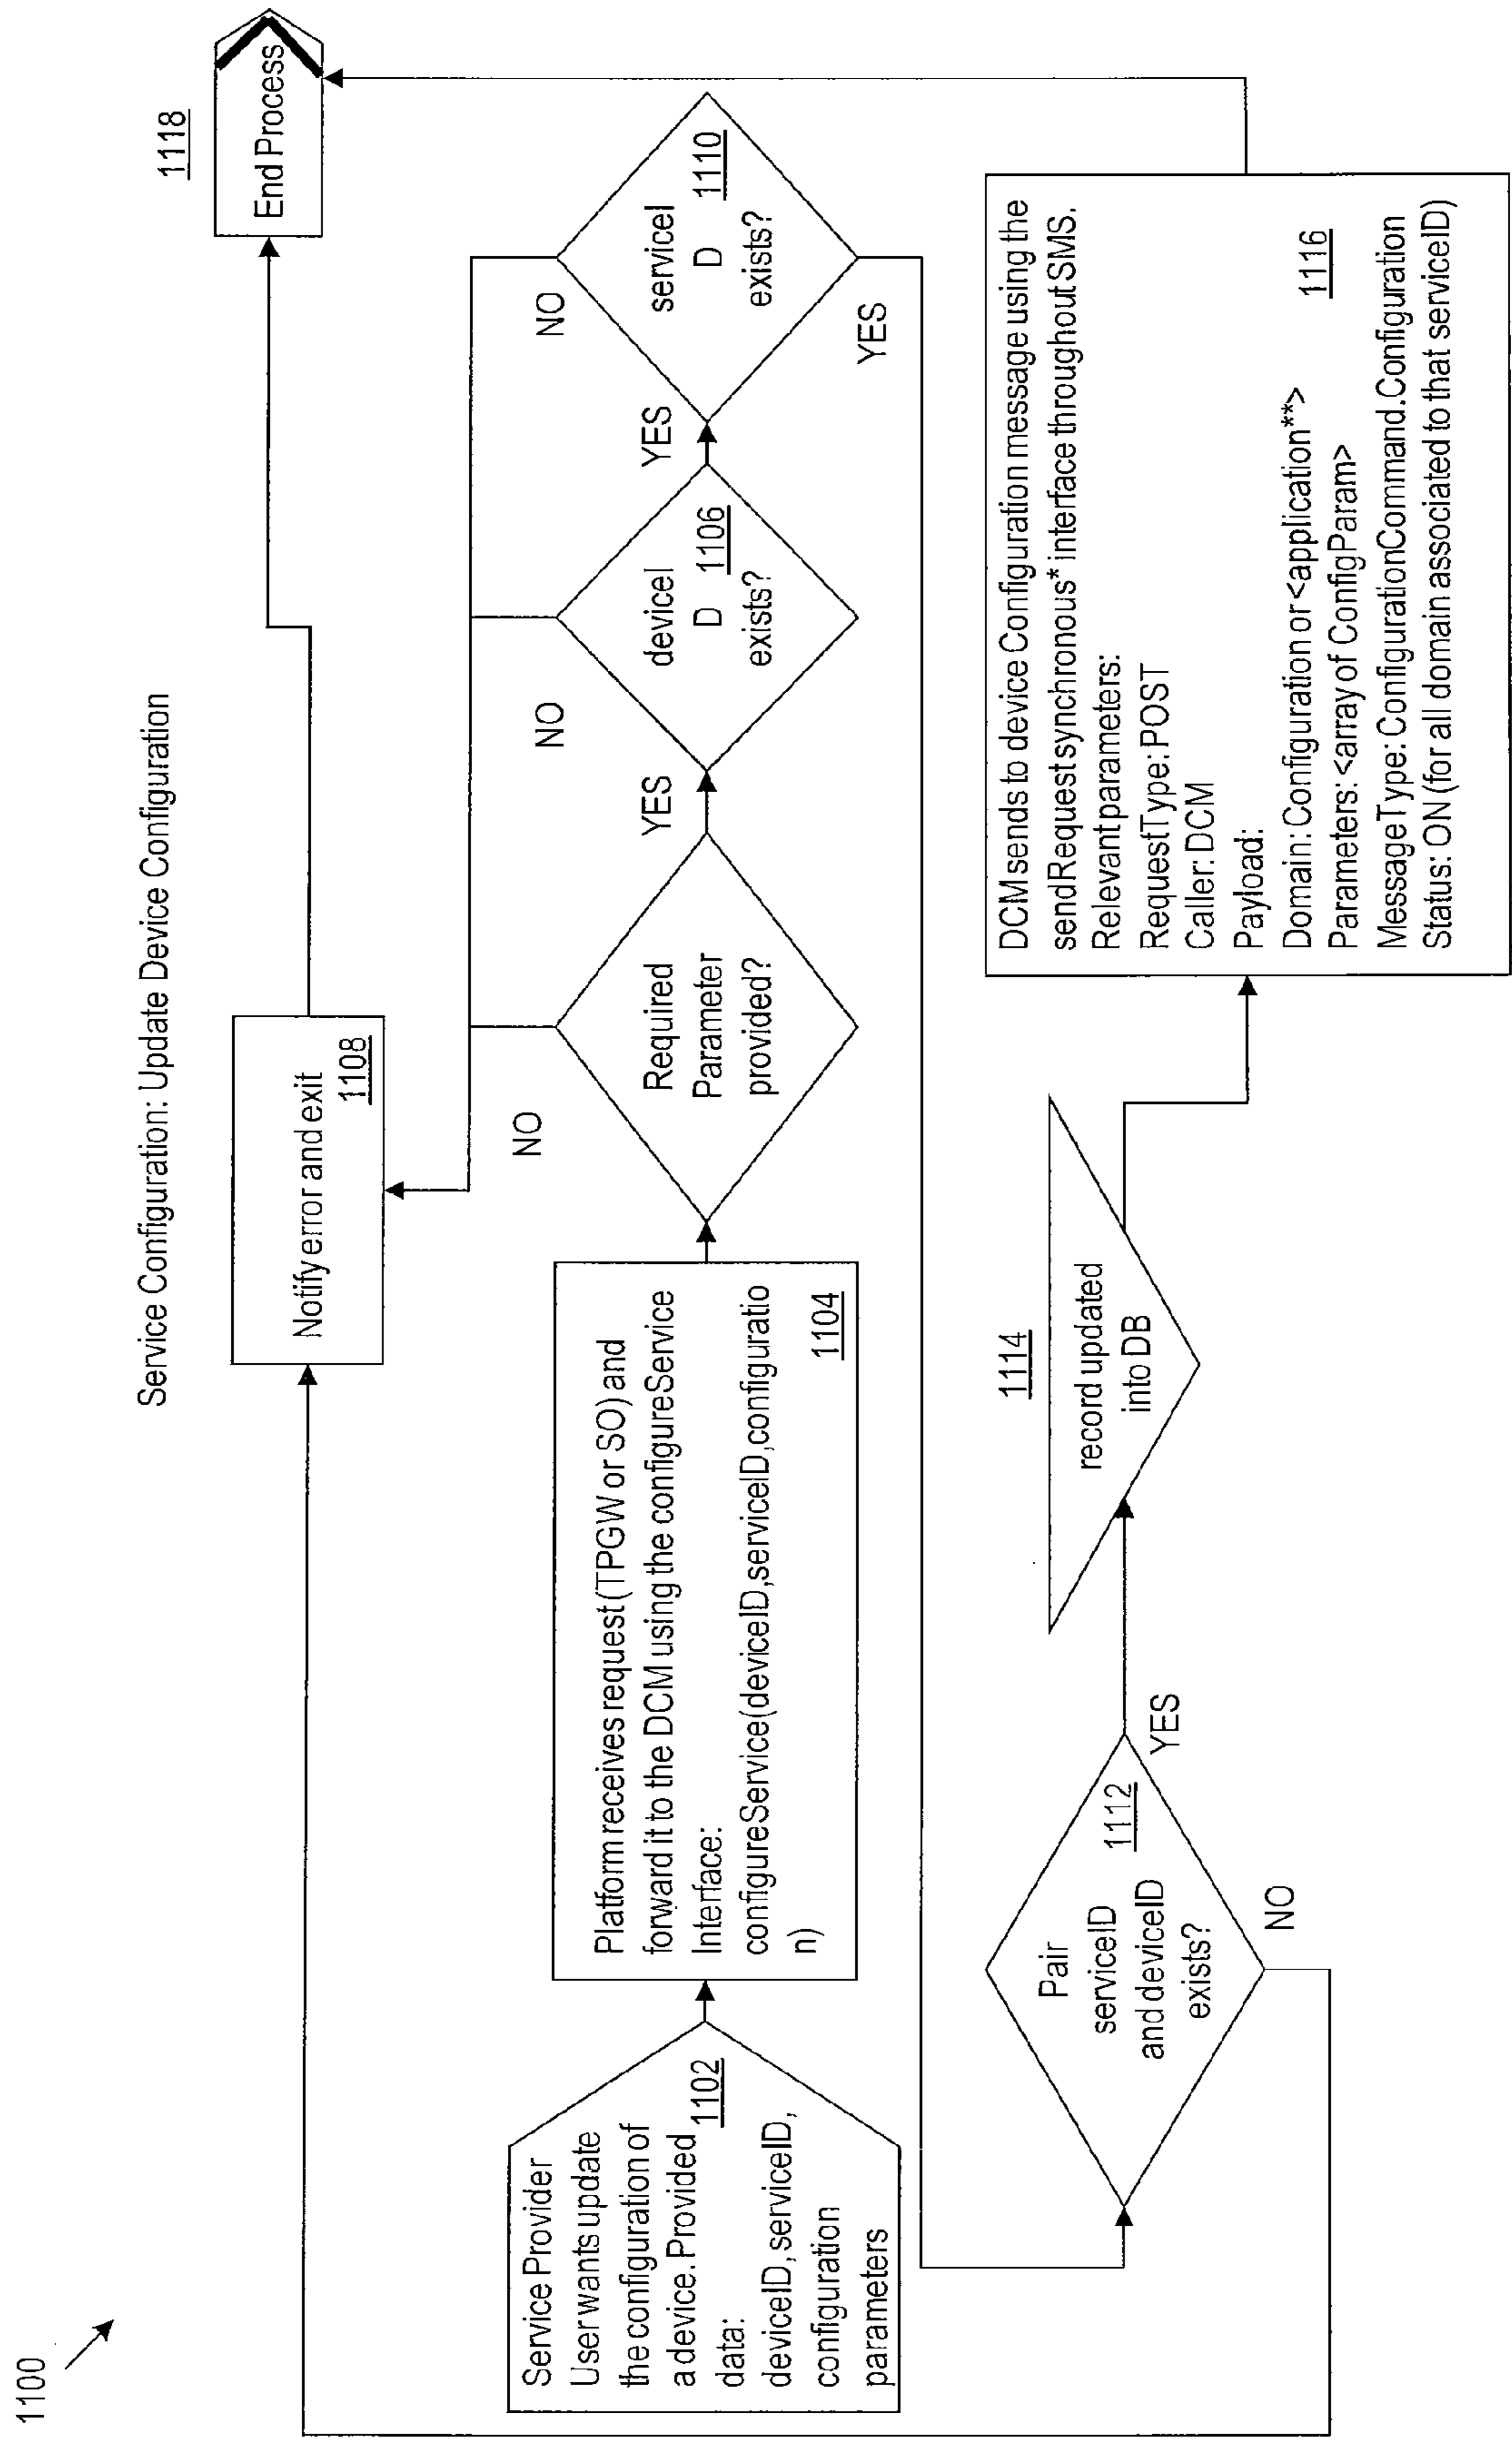 1100
Service Configuration: Update Device Configuration
Service Provider
User wants update
the configuration of
a device. Provided
1102
data:
deviceID, serviceID,
configuration
parameters
Platform receives request (TPGW or SO) and
forward it to the DCM using the configureService
Interface:
configureService(deviceID,serviceID,configuratio
n)
1104
Required
Parameter
provided?
NO
YES
deviceI
D 1106
exists?
NO
YES
serviceI
D 1110
exists?
NO
YES
Notify error and exit
1108
1118
End Process
Pair
serviceID
1112
and deviceID
exists?
NO
YES
1114
record updated
into DB
DCM sends to device Configuration message using the
sendRequest synchronous* interface throughout SMS.
Relevant parameters:
RequestType: POST
Caller: DCM
Payload:
Domain: Configuration or <application**>
1116
Parameters: <array of ConfigParam>
MessageType: ConfigurationCommand.Configuration
Status: ON (for all domain associated to that serviceID)